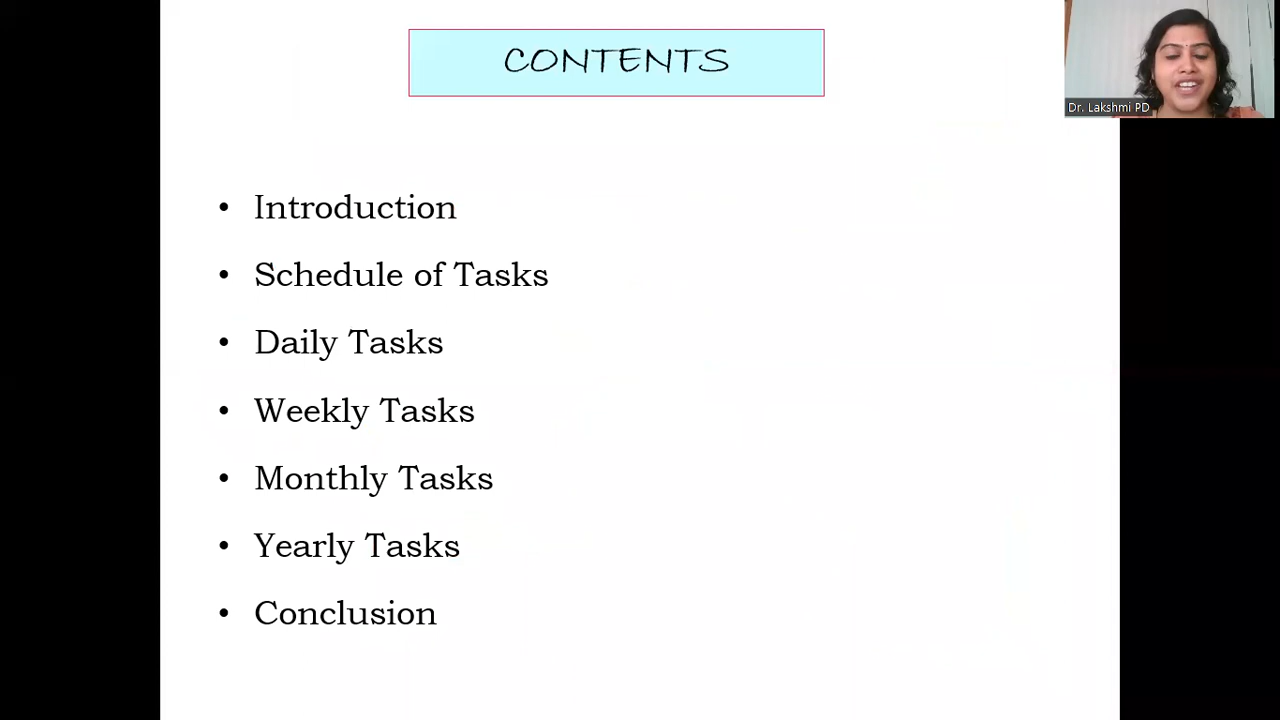 CONTENTS
Dr. Lakshmi PD
• Introduction
• Schedule of Tasks
• Daily Tasks
• Weekly Tasks
• Monthly Tasks
• Yearly Tasks
• Conclusion